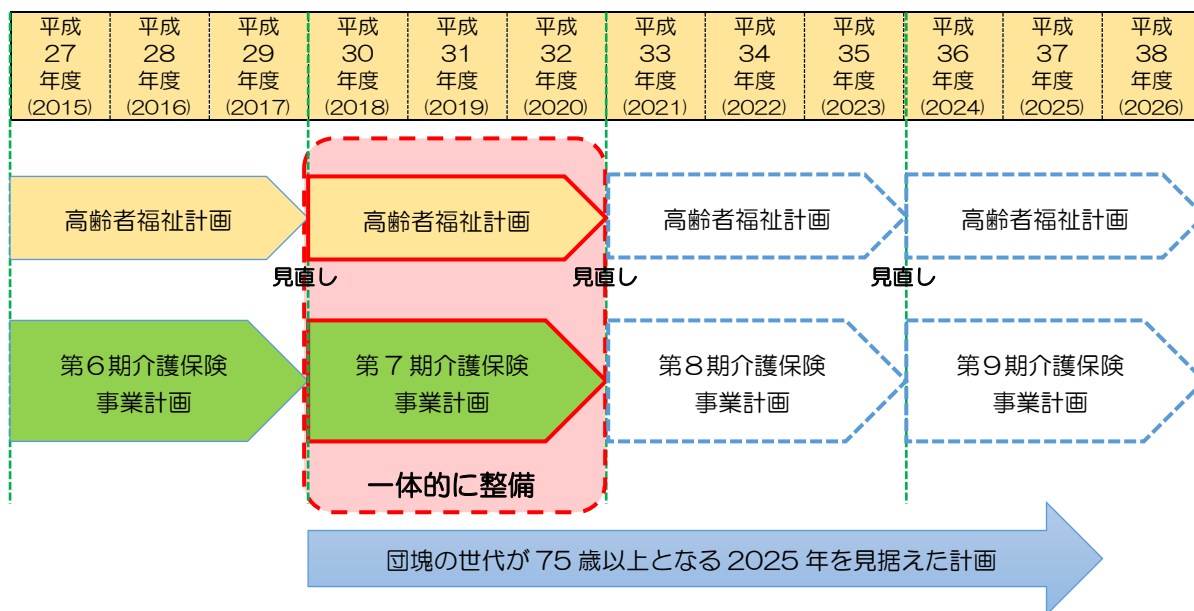 平成
27
年度
(2015)
平成
28
年度
(2016)
平成
29
年度
(2017)
平成
30
年度
(2018)
平成
31
年度
(2019)
平成
32
年度
(2020)
平成
33
年度
(2021)
平成
34
年度
(2022)
平成
35
年度
(2023)
平成
36
年度
(2024)
平成
37
年度
(2025)
平成
38
年度
(2026)
高齢者福祉計画
高齢者福祉計画
高齢者福祉計画
高齢者福祉計画
見直し
見直し
見直し
第6期介護保険
事業計画
第7期介護保険
事業計画
第8期介護保険
事業計画
第9期介護保険
事業計画
一体的に整備
団塊の世代が 75 歳以上となる 2025 年を見据えた計画